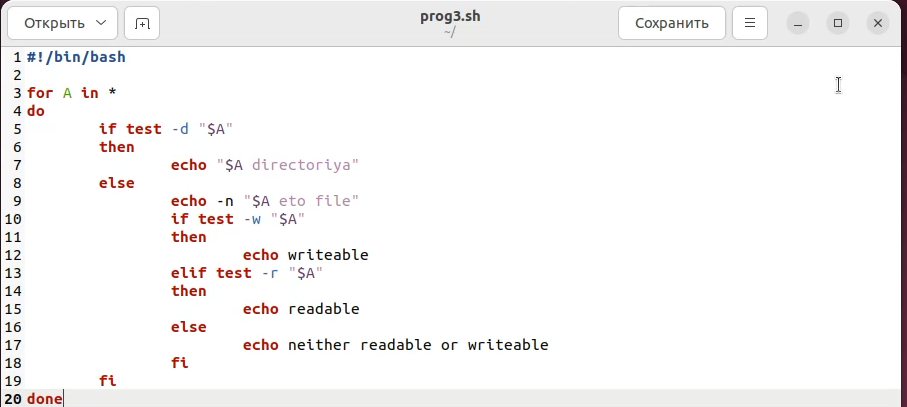 Открыть
prog3.sh
~/
Сохранить
1 #!/bin/bash
2
3 for A in *
4 do
5 if test -d "$A"
6 then
7 echo "$A directoriya"
8 else
9 echo -n "$A eto file"
10 if test -w "$A"
11 then
12 echo writeable
13 elif test -r "$A"
14 then
15 echo readable
16 else
17 echo neither readable or writeable
18 fi
19 fi
20 done